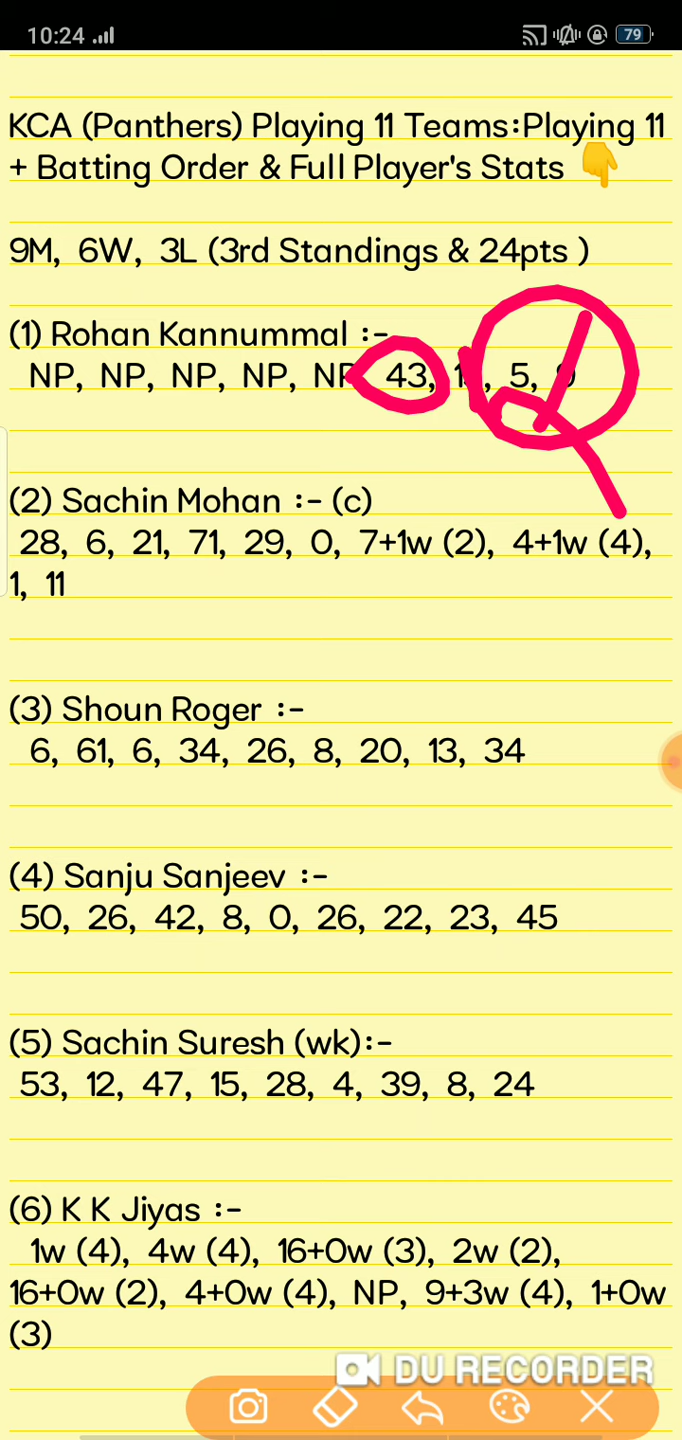 10:24
79
KCA (Panthers) Playing 11 Teams:Playing 11
+ Batting Order & Full Player's Stats 👇
9M, 6W, 3L (3rd Standings & 24pts )
(1) Rohan Kannummal :-
NP, NP, NP, NP, NP, 43, 5,
(2) Sachin Mohan :- (c)
28, 6, 21, 71, 29, 0, 7+1w (2), 4+1w (4),
1, 11
(3) Shoun Roger :-
6, 61, 6, 34, 26, 8, 20, 13, 34
(4) Sanju Sanjeev :-
50, 26, 42, 8, 0, 26, 22, 23, 45
(5) Sachin Suresh (wk):-
53, 12, 47, 15, 28, 4, 39, 8, 24
(6) K K Jiyas :-
1w (4), 4w (4), 16+0w (3), 2w (2),
16+0w (2), 4+0w (4), NP, 9+3w (4), 1+0w
(3)
DU RECORDER